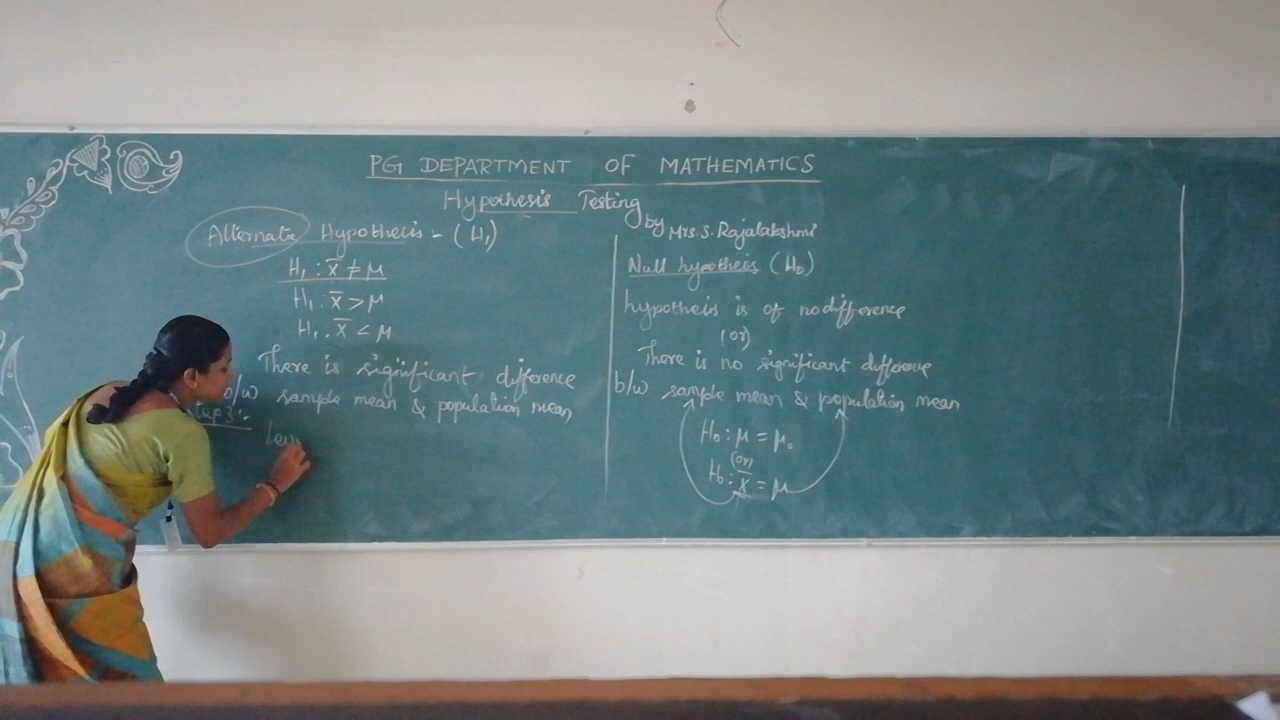 PG DEPARTMENT OF MATHEMATICS
Hypothesis Testing
by Mrs. S. Rajalakshmi
Alternate Hypothesis - (H₁)
H₁ : x̄ ≠ μ
H₁ : x̄ > μ
H₁ : x̄ < μ
There is significant difference
b/w sample mean & population mean
Step 3:-
Null hypothesis (H₀)
hypothesis is of no difference
(or)
There is no significant difference
b/w sample mean & population mean
H₀ : μ = μ₀
(or)
H₀ : x̄ = μ